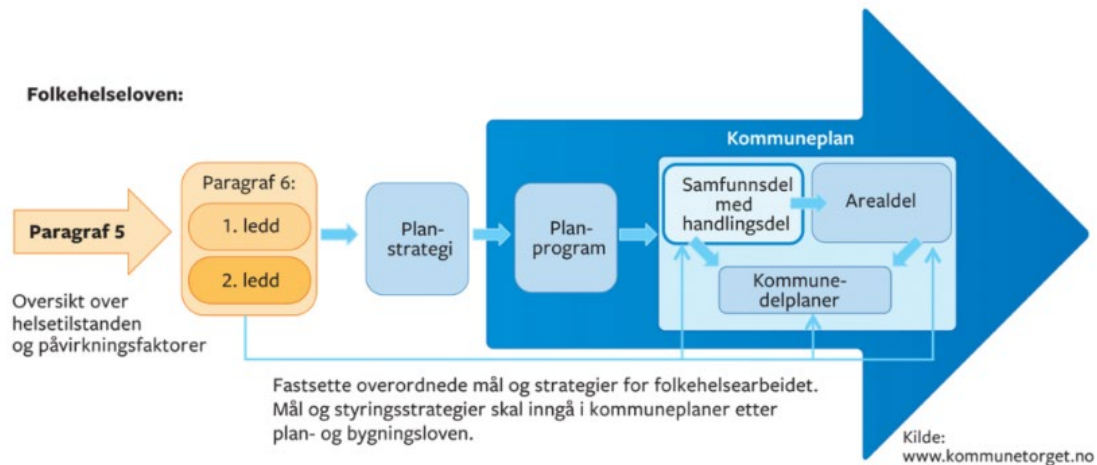 Folkehelseloven:
Paragraf 5
Oversikt over
helsetilstanden
og påvirkningsfaktorer
Paragraf 6:
1. ledd
2. ledd
Plan-
strategi
Plan-
program
Kommuneplan
Samfunnsdel
med
handlingsdel
Arealdel
Kommune-
delplaner
Fastsette overordnede mål og strategier for folkehelsearbeidet.
Mål og styringsstrategier skal inngå i kommuneplaner etter
plan- og bygningsloven.
Kilde:
www.kommunetorget.no